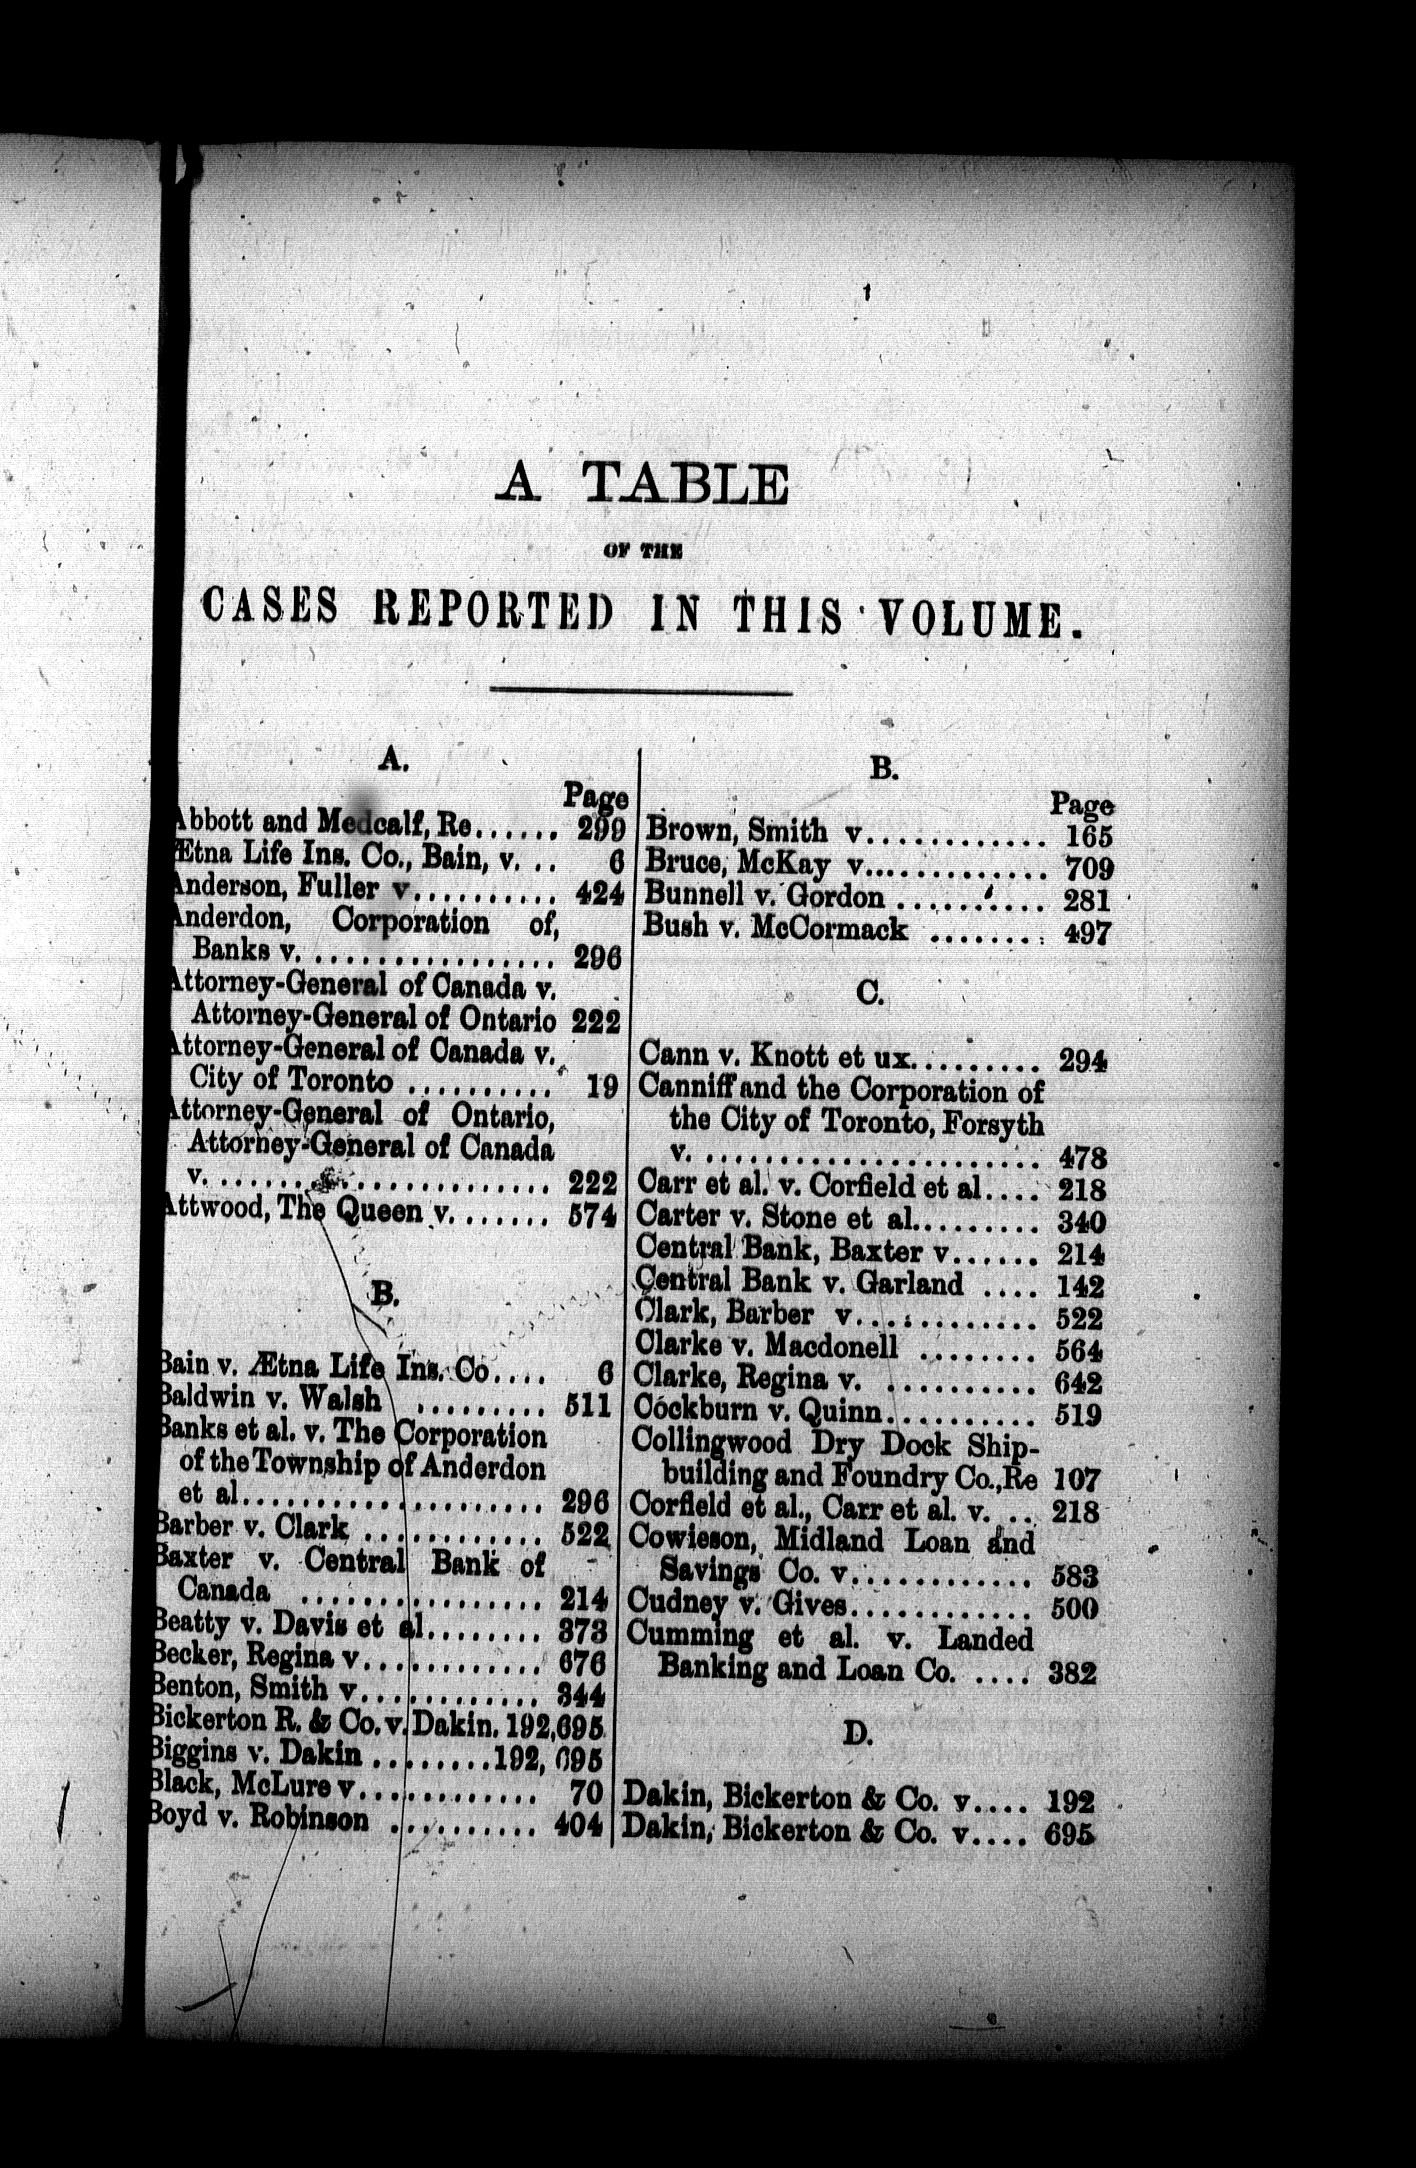 A TABLE
OF THE
CASES REPORTED IN THIS VOLUME.
A.
Page
Abbott and Medcalf, Re...... 299
Ætna Life Ins. Co., Bain, v. .. 6
Anderson, Fuller v.......... 424
Anderdon, Corporation of,
Banks v. ................ 296
Attorney-General of Canada v.
Attorney-General of Ontario 222
Attorney-General of Canada v.
City of Toronto .......... 19
Attorney-General of Ontario,
Attorney-General of Canada
v. ....................... 222
Attwood, The Queen v....... 574
B.
Bain v. Ætna Life Ins. Co.... 6
Baldwin v. Walsh ......... 511
Banks et al. v. The Corporation
of the Township of Anderdon
et al..................... 296
Barber v. Clark ............ 522
Baxter v. Central Bank of
Canada ................ 214
Beatty v. Davis et al........ 373
Becker, Regina v............ 676
Benton, Smith v............ 344
Bickerton R. & Co. v. Dakin. 192,695
Biggins v. Dakin ........192, 695
Black, McLure v............ 70
Boyd v. Robinson .......... 404
B.
Page
Brown, Smith v............. 165
Bruce, McKay v............. 709
Bunnell v. Gordon .......... 281
Bush v. McCormack ........ 497
C.
Cann v. Knott et ux......... 294
Canniff and the Corporation of
the City of Toronto, Forsyth
v. ...................... 478
Carr et al. v. Corfield et al.... 218
Carter v. Stone et al......... 340
Central Bank, Baxter v...... 214
Central Bank v. Garland .... 142
Clark, Barber v............. 522
Clarke v. Macdonell ........ 564
Clarke, Regina v. .......... 642
Cockburn v. Quinn.......... 519
Collingwood Dry Dock Ship-
building and Foundry Co., Re 107
Corfield et al., Carr et al. v. .. 218
Cowieson, Midland Loan and
Savings Co. v............. 583
Cudney v. Gives............ 500
Cumming et al. v. Landed
Banking and Loan Co. .... 382
D.
Dakin, Bickerton & Co. v.... 192
Dakin, Bickerton & Co. v.... 695